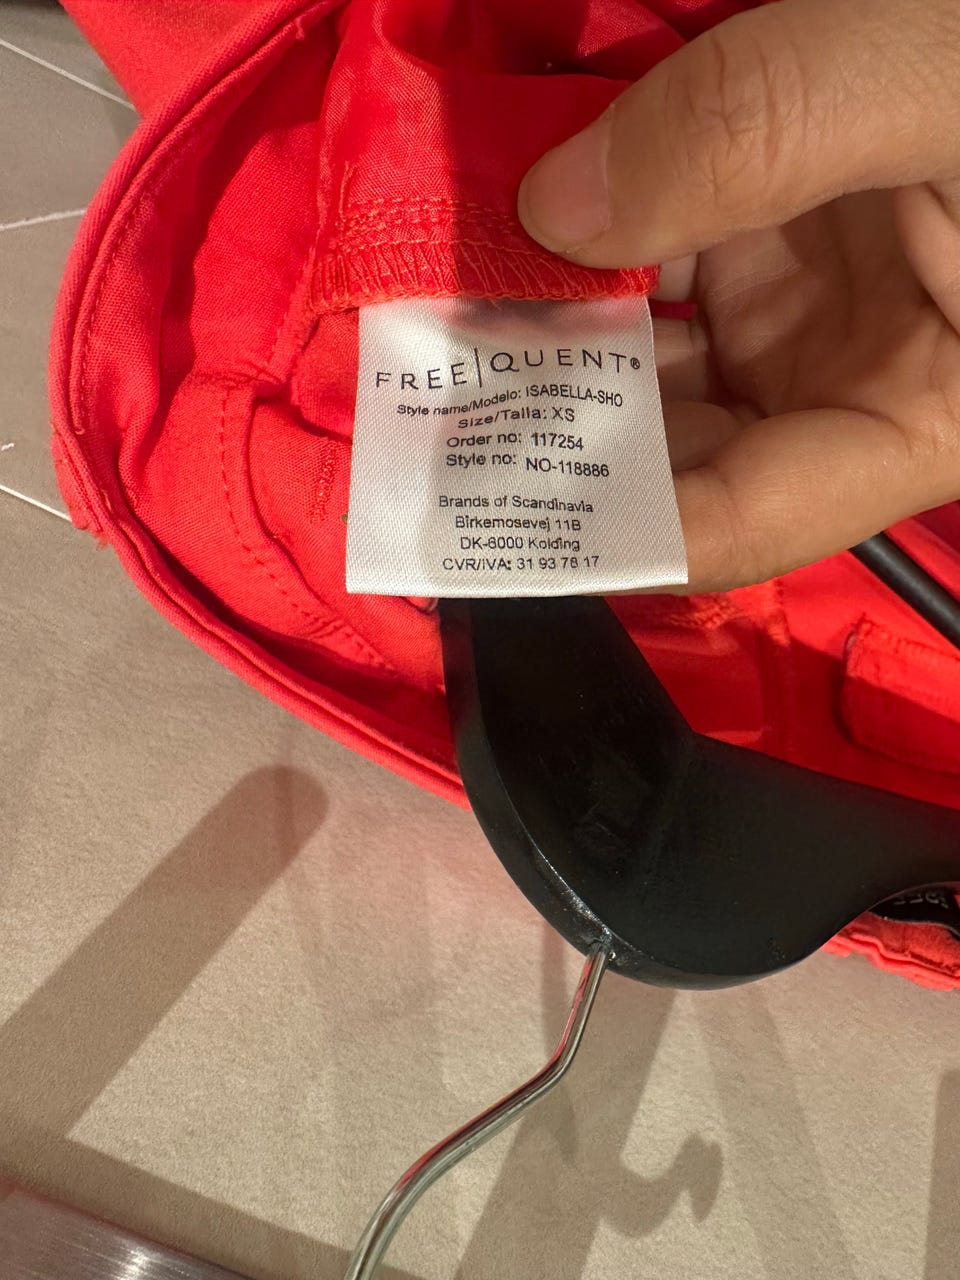 FREE|QUENT®
Style name/Modelo: ISABELLA-SHO
Size/Talla: XS
Order no: 117254
Style no: NO-118886
Brands of Scandinavia
Birkemosevej 11B
DK-6000 Kolding
CVR/IVA: 31 93 78 17